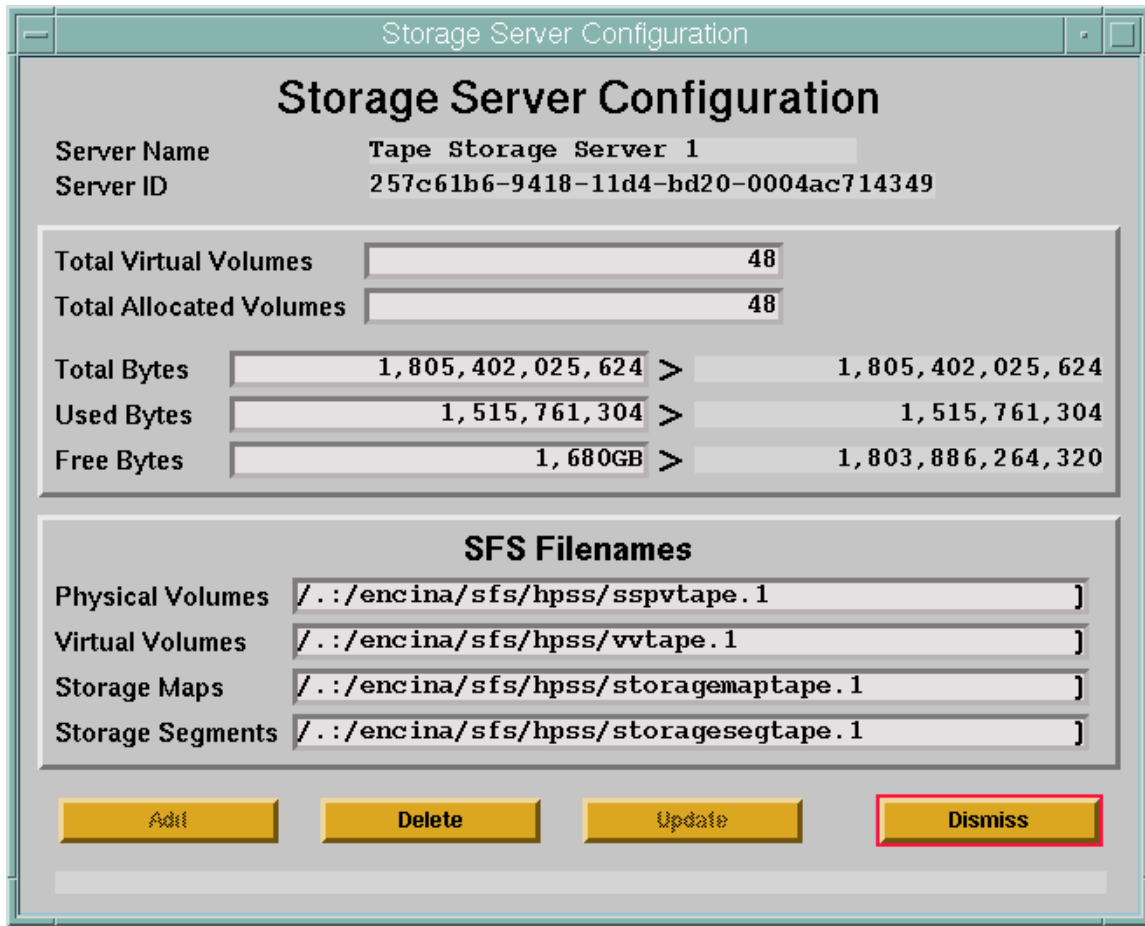 Storage Server Configuration
Storage Server Configuration
Server Name Tape Storage Server 1
Server ID 257c61b6-9418-11d4-bd20-0004ac714349
Total Virtual Volumes 48
Total Allocated Volumes 48
Total Bytes 1,805,402,025,624 > 1,805,402,025,624
Used Bytes 1,515,761,304 > 1,515,761,304
Free Bytes 1,680GB > 1,803,886,264,320
SFS Filenames
Physical Volumes /.:/encina/sfs/hpss/sspvtape.1 ]
Virtual Volumes /.:/encina/sfs/hpss/vvtape.1 ]
Storage Maps /.:/encina/sfs/hpss/storagemaptape.1 ]
Storage Segments /.:/encina/sfs/hpss/storagesegtape.1 ]
Add Delete Update Dismiss